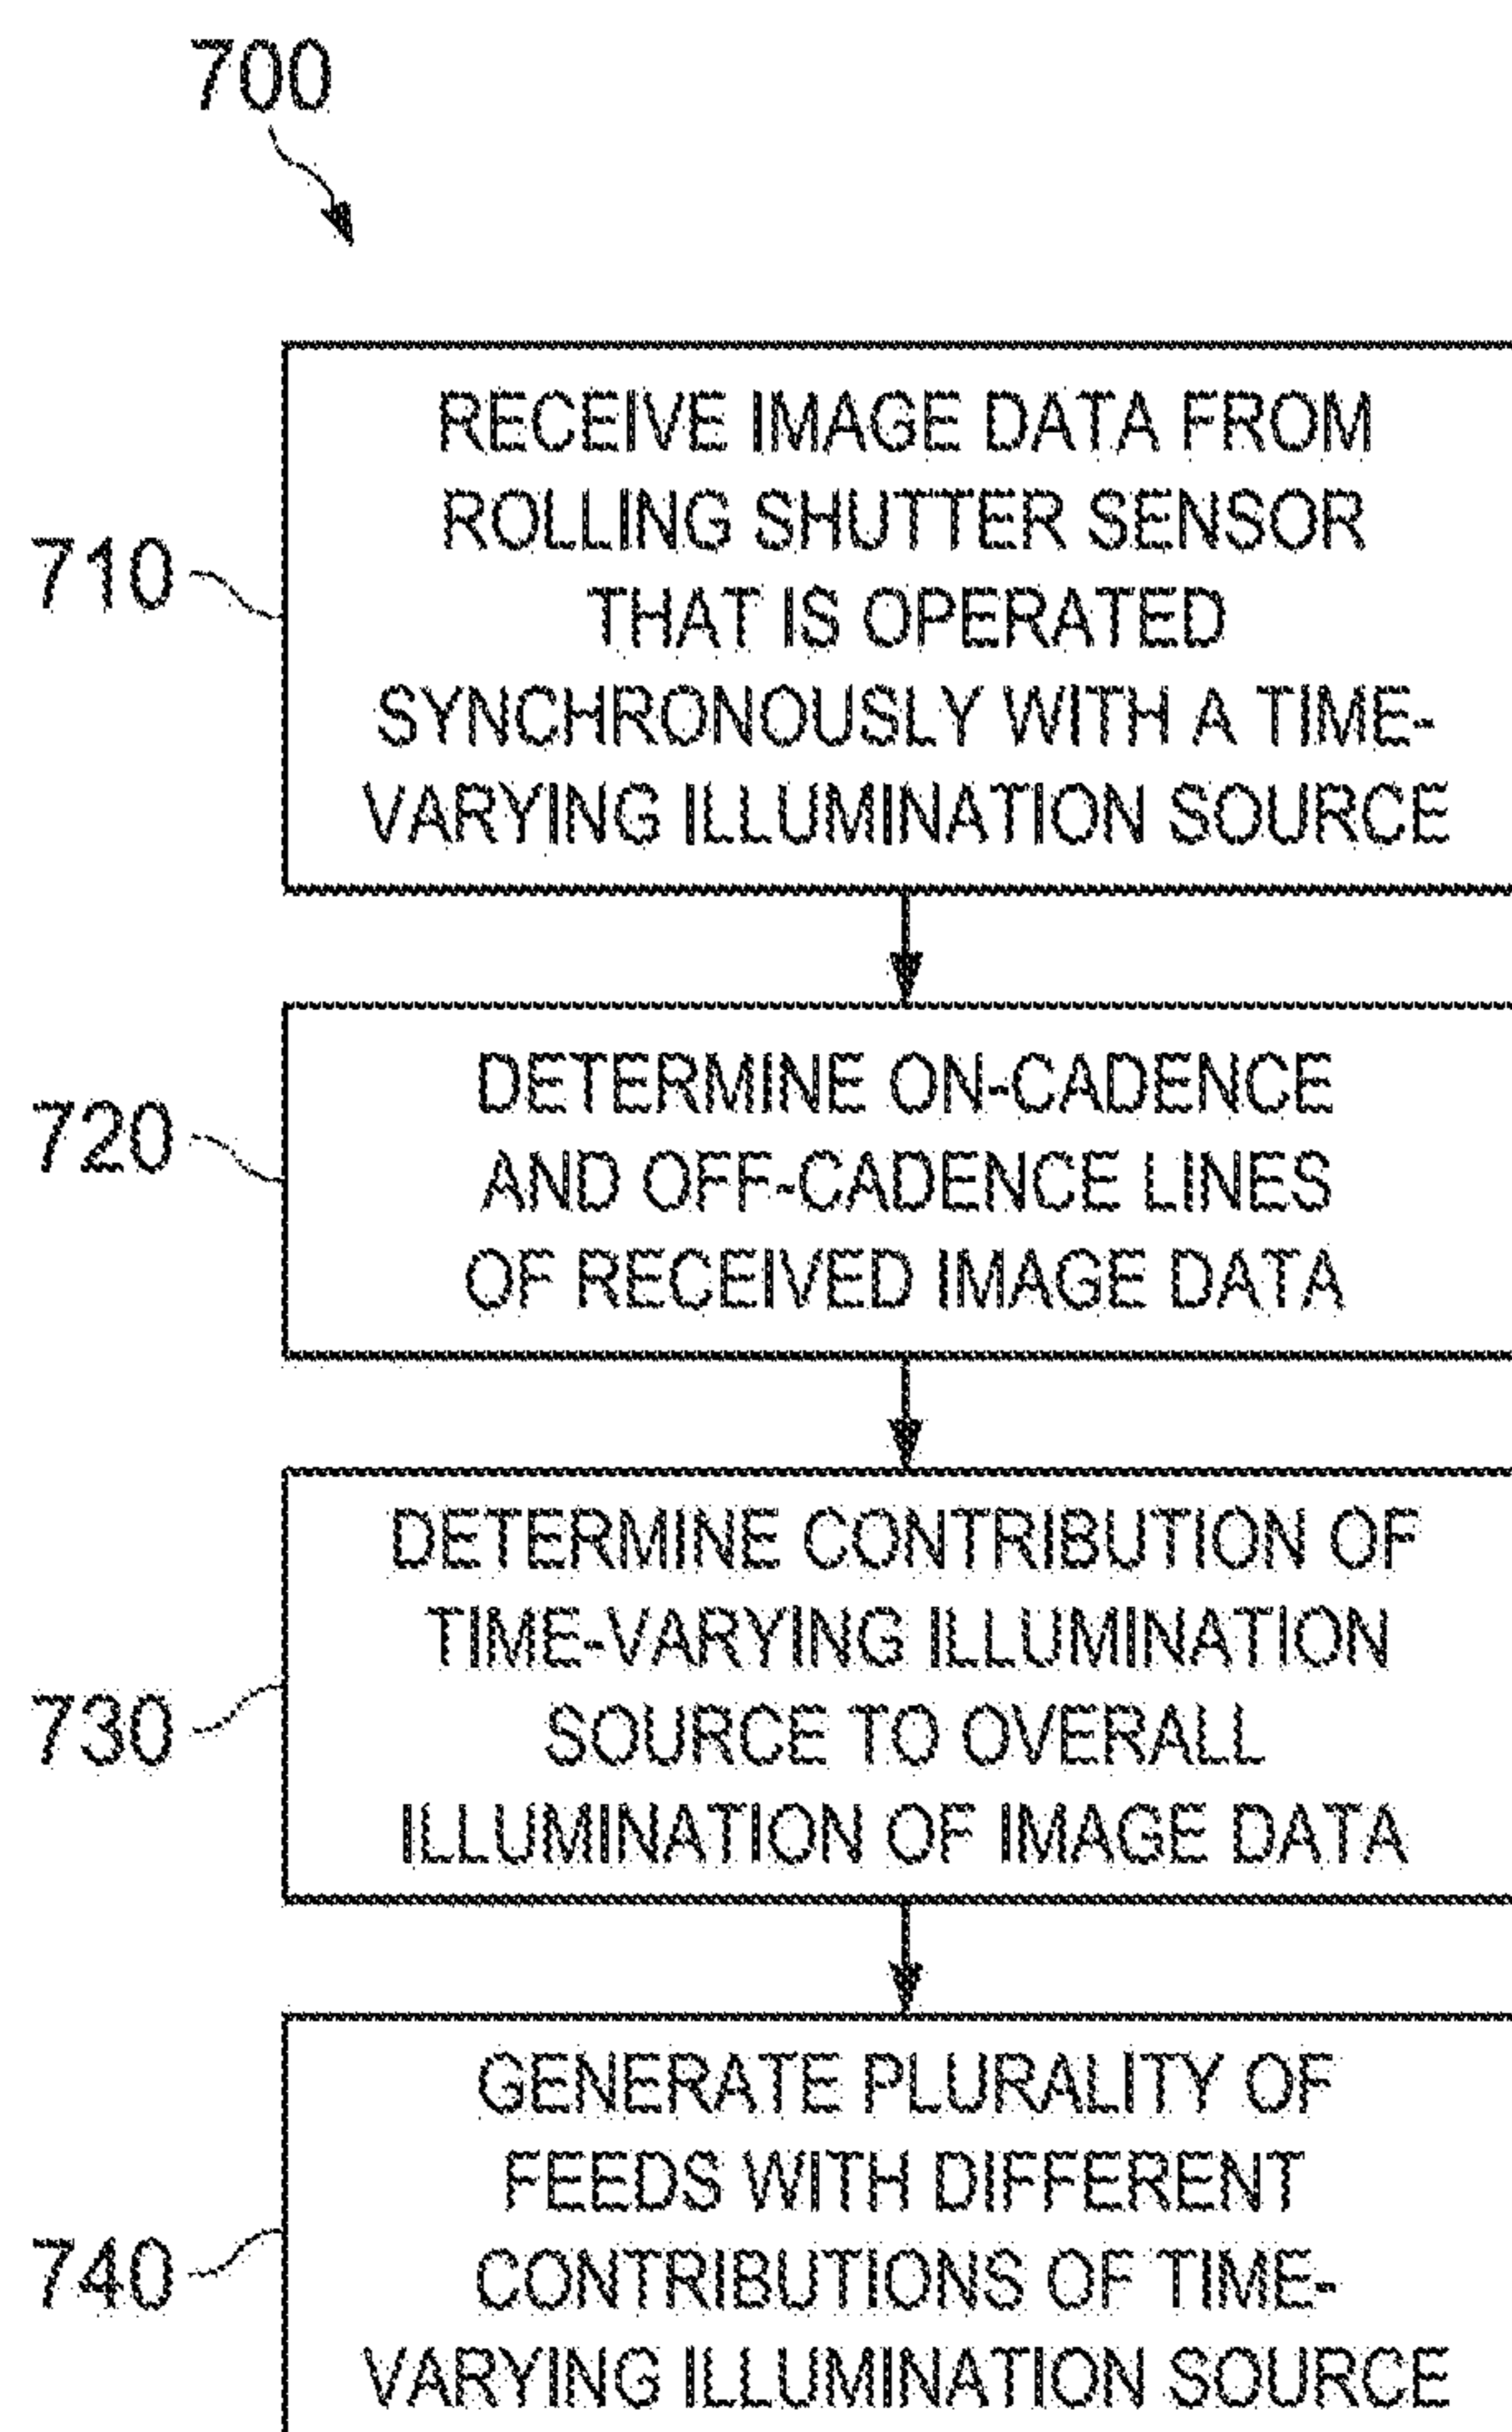 700
710
RECEIVE IMAGE DATA FROM
ROLLING SHUTTER SENSOR
THAT IS OPERATED
SYNCHRONOUSLY WITH A TIME-
VARYING ILLUMINATION SOURCE
720
DETERMINE ON-CADENCE
AND OFF-CADENCE LINES
OF RECEIVED IMAGE DATA
730
DETERMINE CONTRIBUTION OF
TIME-VARYING ILLUMINATION
SOURCE TO OVERALL
ILLUMINATION OF IMAGE DATA
740
GENERATE PLURALITY OF
FEEDS WITH DIFFERENT
CONTRIBUTIONS OF TIME-
VARYING ILLUMINATION SOURCE